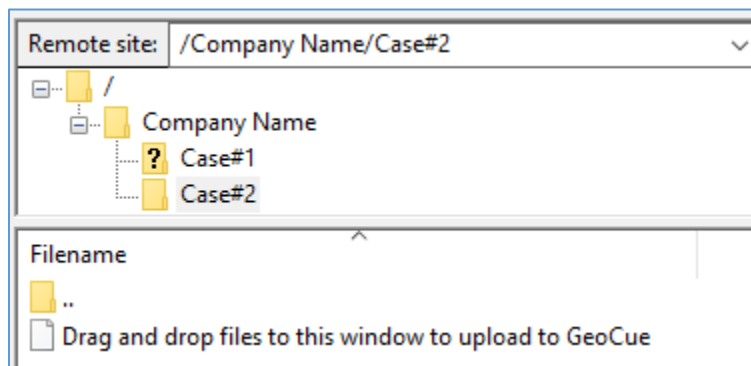 Remote site: /Company Name/Case#2
/
Company Name
? Case#1
Case#2
Filename
..
Drag and drop files to this window to upload to GeoCue